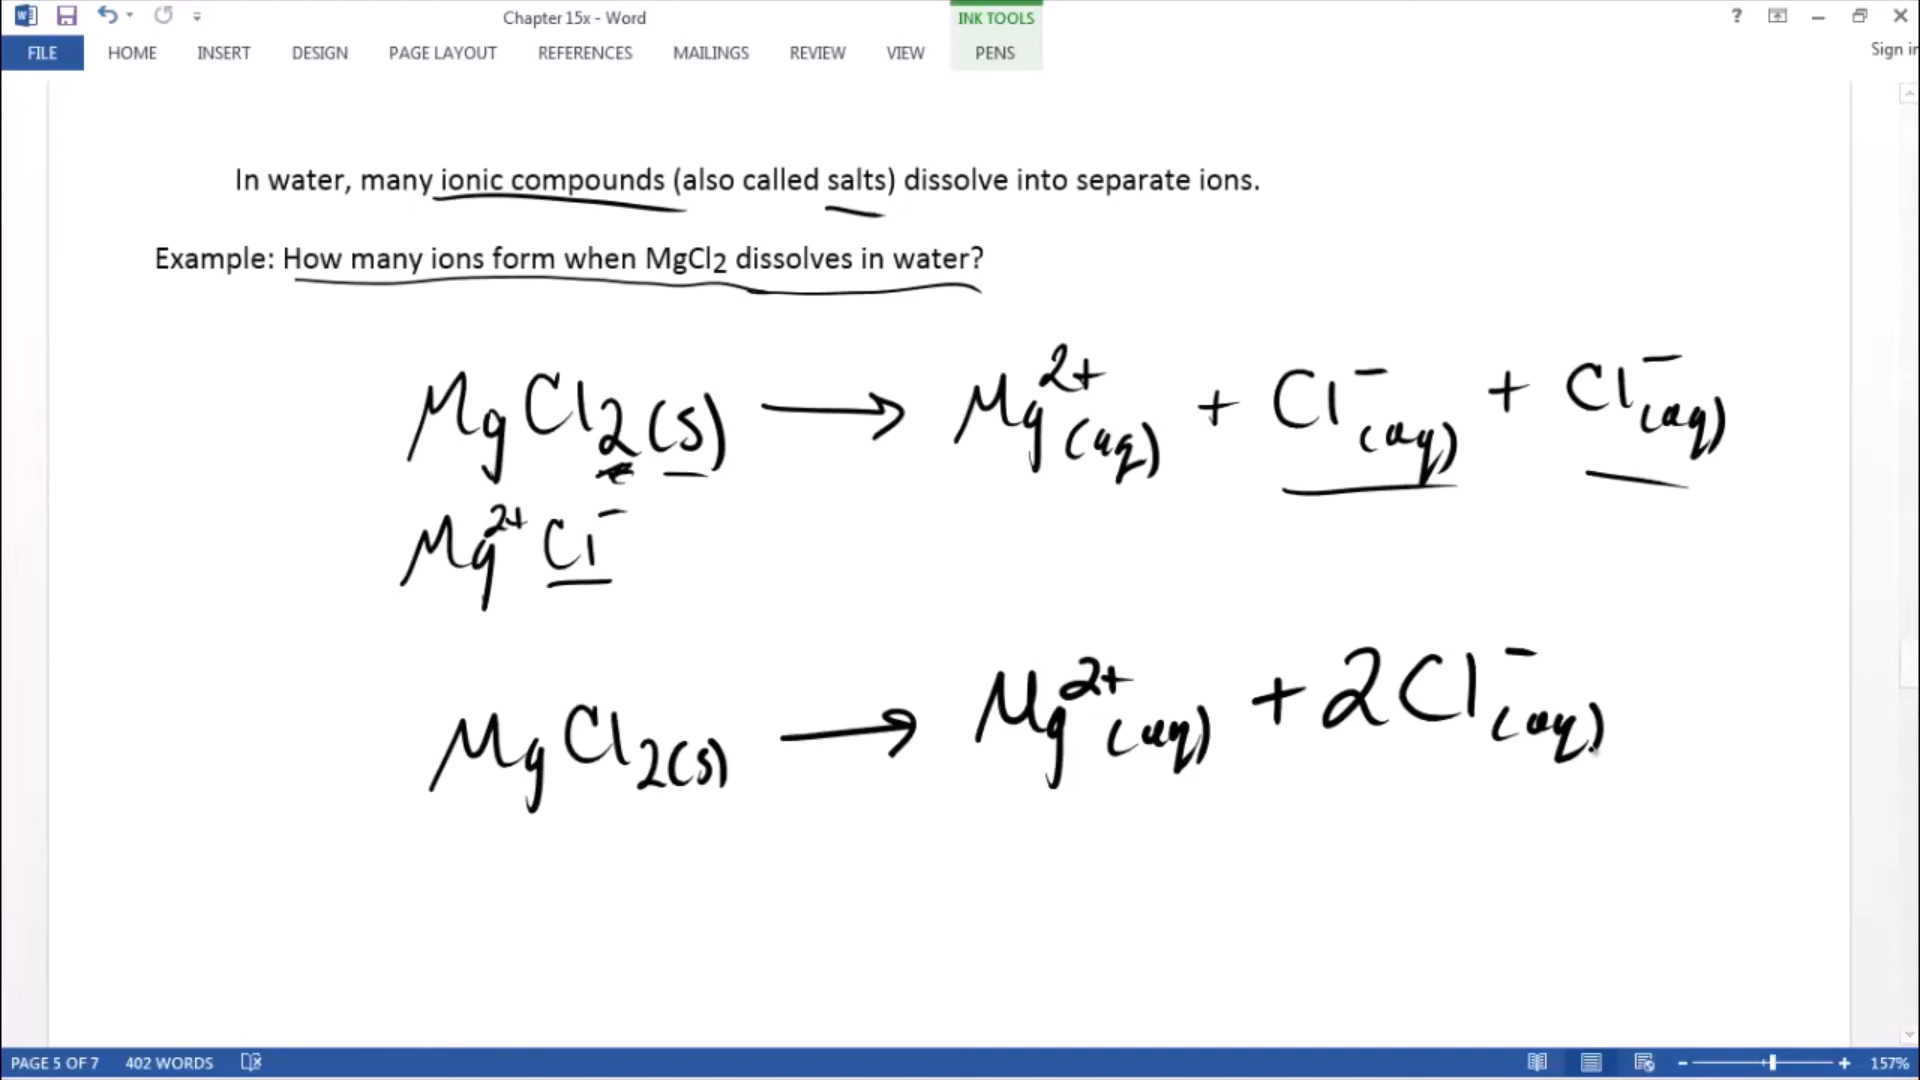 Chapter 15x - Word
INK TOOLS
?
FILE HOME INSERT DESIGN PAGE LAYOUT REFERENCES MAILINGS REVIEW VIEW PENS
Sign in
In water, many ionic compounds (also called salts) dissolve into separate ions.
Example: How many ions form when MgCl2 dissolves in water?
MgCl₂(s) → Mg²⁺(aq) + Cl⁻(aq) + Cl⁻(aq)
Mg²⁺ Cl⁻
MgCl₂(s) → Mg²⁺(aq) + 2Cl⁻(aq)
PAGE 5 OF 7 402 WORDS 157%